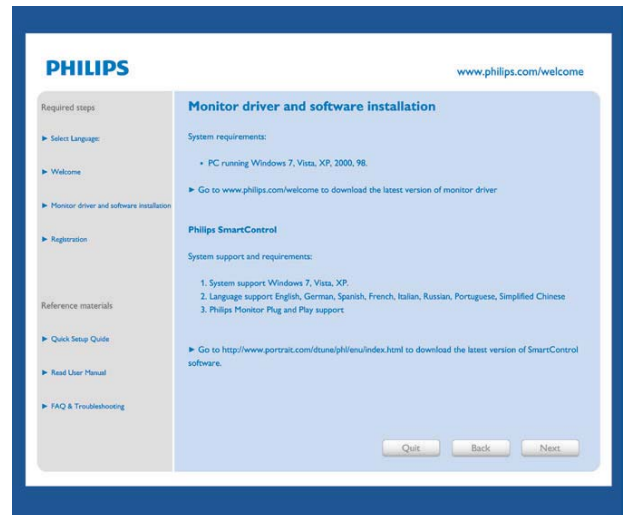 PHILIPS
www.philips.com/welcome
Required steps
► Select Language:
► Welcome
► Monitor driver and software installation
► Registration
Reference materials
► Quick Setup Quide
► Read User Manual
► FAQ & Troubleshooting
Monitor driver and software installation
System requirements:
• PC running Windows 7, Vista, XP, 2000, 98.
► Go to www.philips.com/welcome to download the latest version of monitor driver
Philips SmartControl
System support and requirements:
1. System support Windows 7, Vista, XP.
2. Language support English, German, Spanish, French, Italian, Russian, Portuguese, Simplified Chinese
3. Philips Monitor Plug and Play support
► Go to http://www.portrait.com/dtune/phl/enu/index.html to download the latest version of SmartControl
software.
Quit
Back
Next